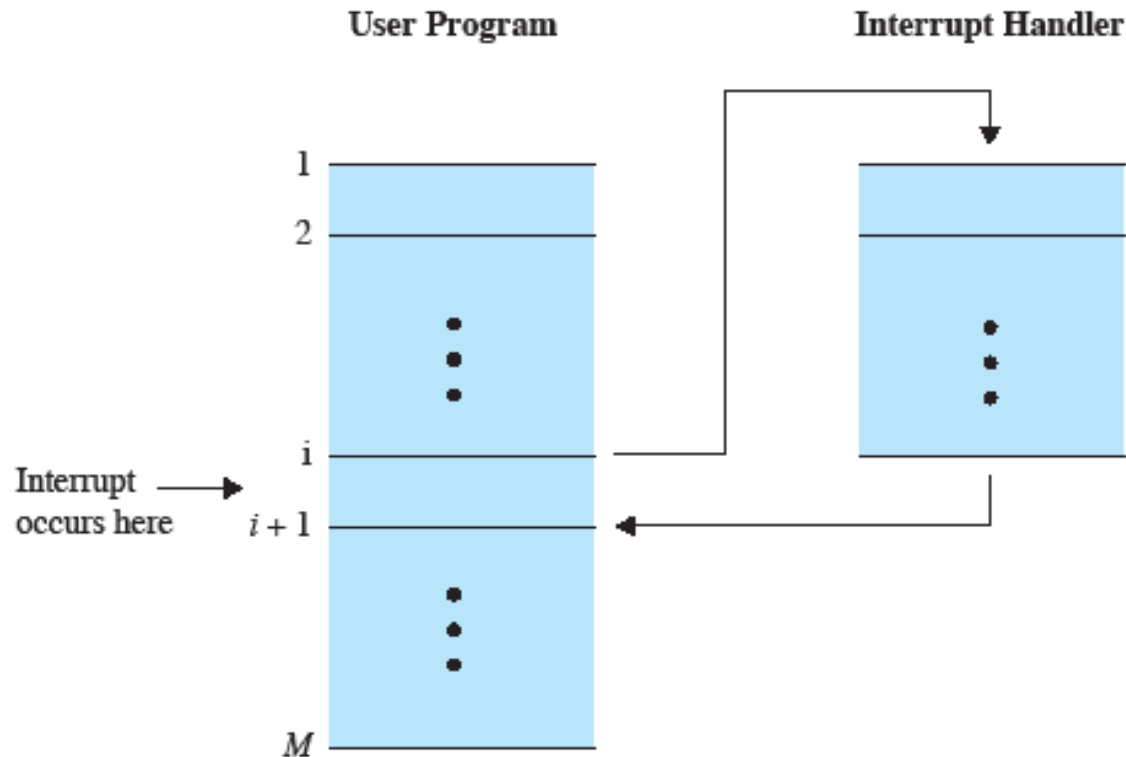 User Program
Interrupt Handler
1
2
i
Interrupt
occurs here
i + 1
M